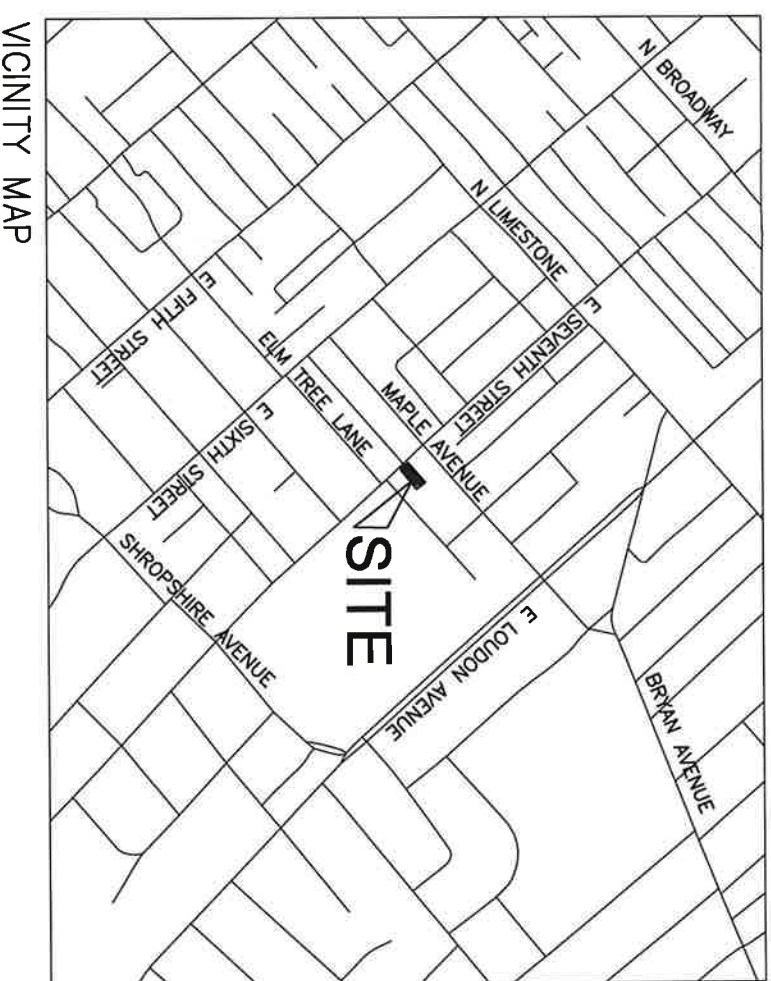 N BROADWAY
N LIMESTONE
E SEVENTH STREET
MAPLE AVENUE
E FIFTH STREET
ELM TREE LANE
E SIXTH STREET
SHROPSHIRE AVENUE
SITE
E LOUDON AVENUE
BRYAN AVENUE
VICINITY MAP